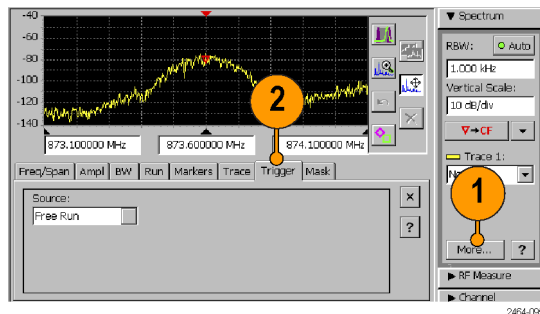 -40
-60
-80
-100
-120
-140
873.100000 MHz
873.600000 MHz
874.100000 MHz
2
Freq/Span
Ampl
BW
Run
Markers
Trace
Trigger
Mask
Source:
Free Run
×
?
▼ Spectrum
RBW:
Auto
1.000 kHz
Vertical Scale:
10 dB/div
→CF
Trace 1:
1
More...
?
▶ RF Measure
▶ Channel